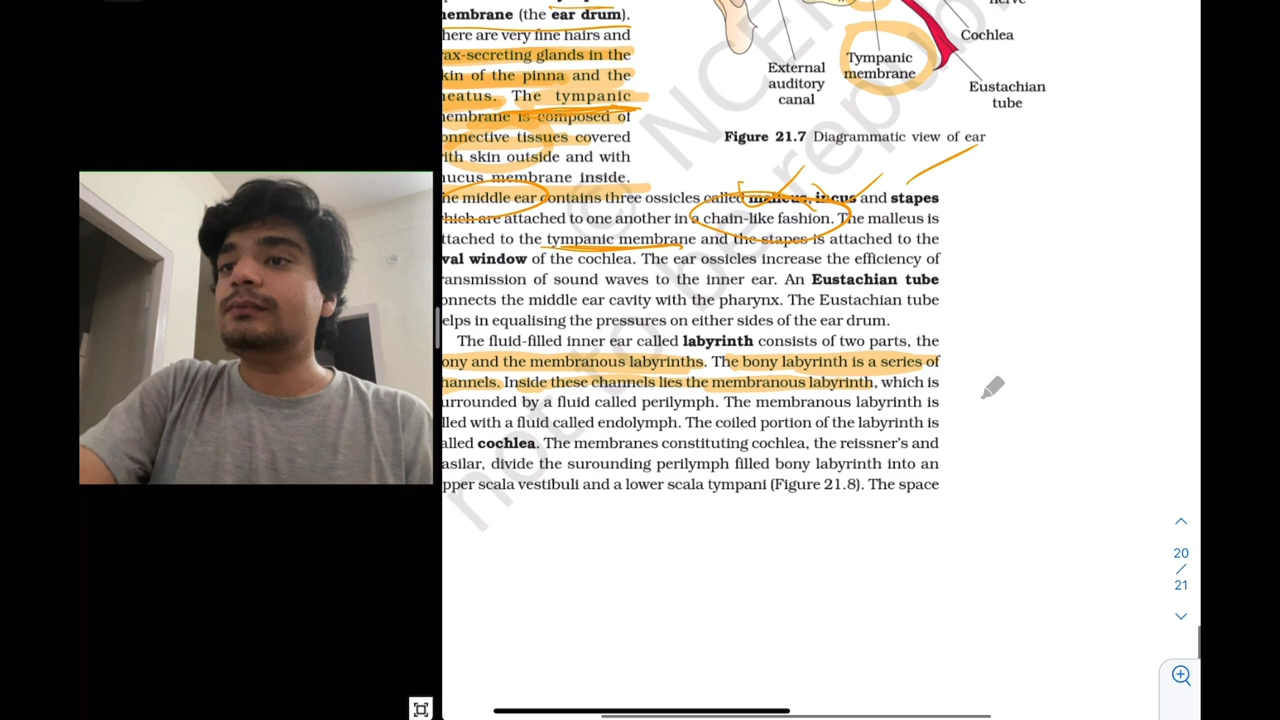 nerve
embrane (the ear drum).
here are very fine hairs and
ax-secreting glands in the
kin of the pinna and the
eatus. The tympanic
embrane is composed of
onnective tissues covered
ith skin outside and with
ucus membrane inside.
Cochlea
Tympanic
membrane
External
auditory
canal
Eustachian
tube
Figure 21.7 Diagrammatic view of ear
he middle ear contains three ossicles called malleus, incus and stapes
hich are attached to one another in a chain-like fashion. The malleus is
ttached to the tympanic membrane and the stapes is attached to the
val window of the cochlea. The ear ossicles increase the efficiency of
ransmission of sound waves to the inner ear. An Eustachian tube
onnects the middle ear cavity with the pharynx. The Eustachian tube
elps in equalising the pressures on either sides of the ear drum.
The fluid-filled inner ear called labyrinth consists of two parts, the
ony and the membranous labyrinths. The bony labyrinth is a series of
hannels. Inside these channels lies the membranous labyrinth, which is
urrounded by a fluid called perilymph. The membranous labyrinth is
lled with a fluid called endolymph. The coiled portion of the labyrinth is
alled cochlea. The membranes constituting cochlea, the reissner's and
asilar, divide the surounding perilymph filled bony labyrinth into an
pper scala vestibuli and a lower scala tympani (Figure 21.8). The space
© NCE
not to be republ
20
/
21